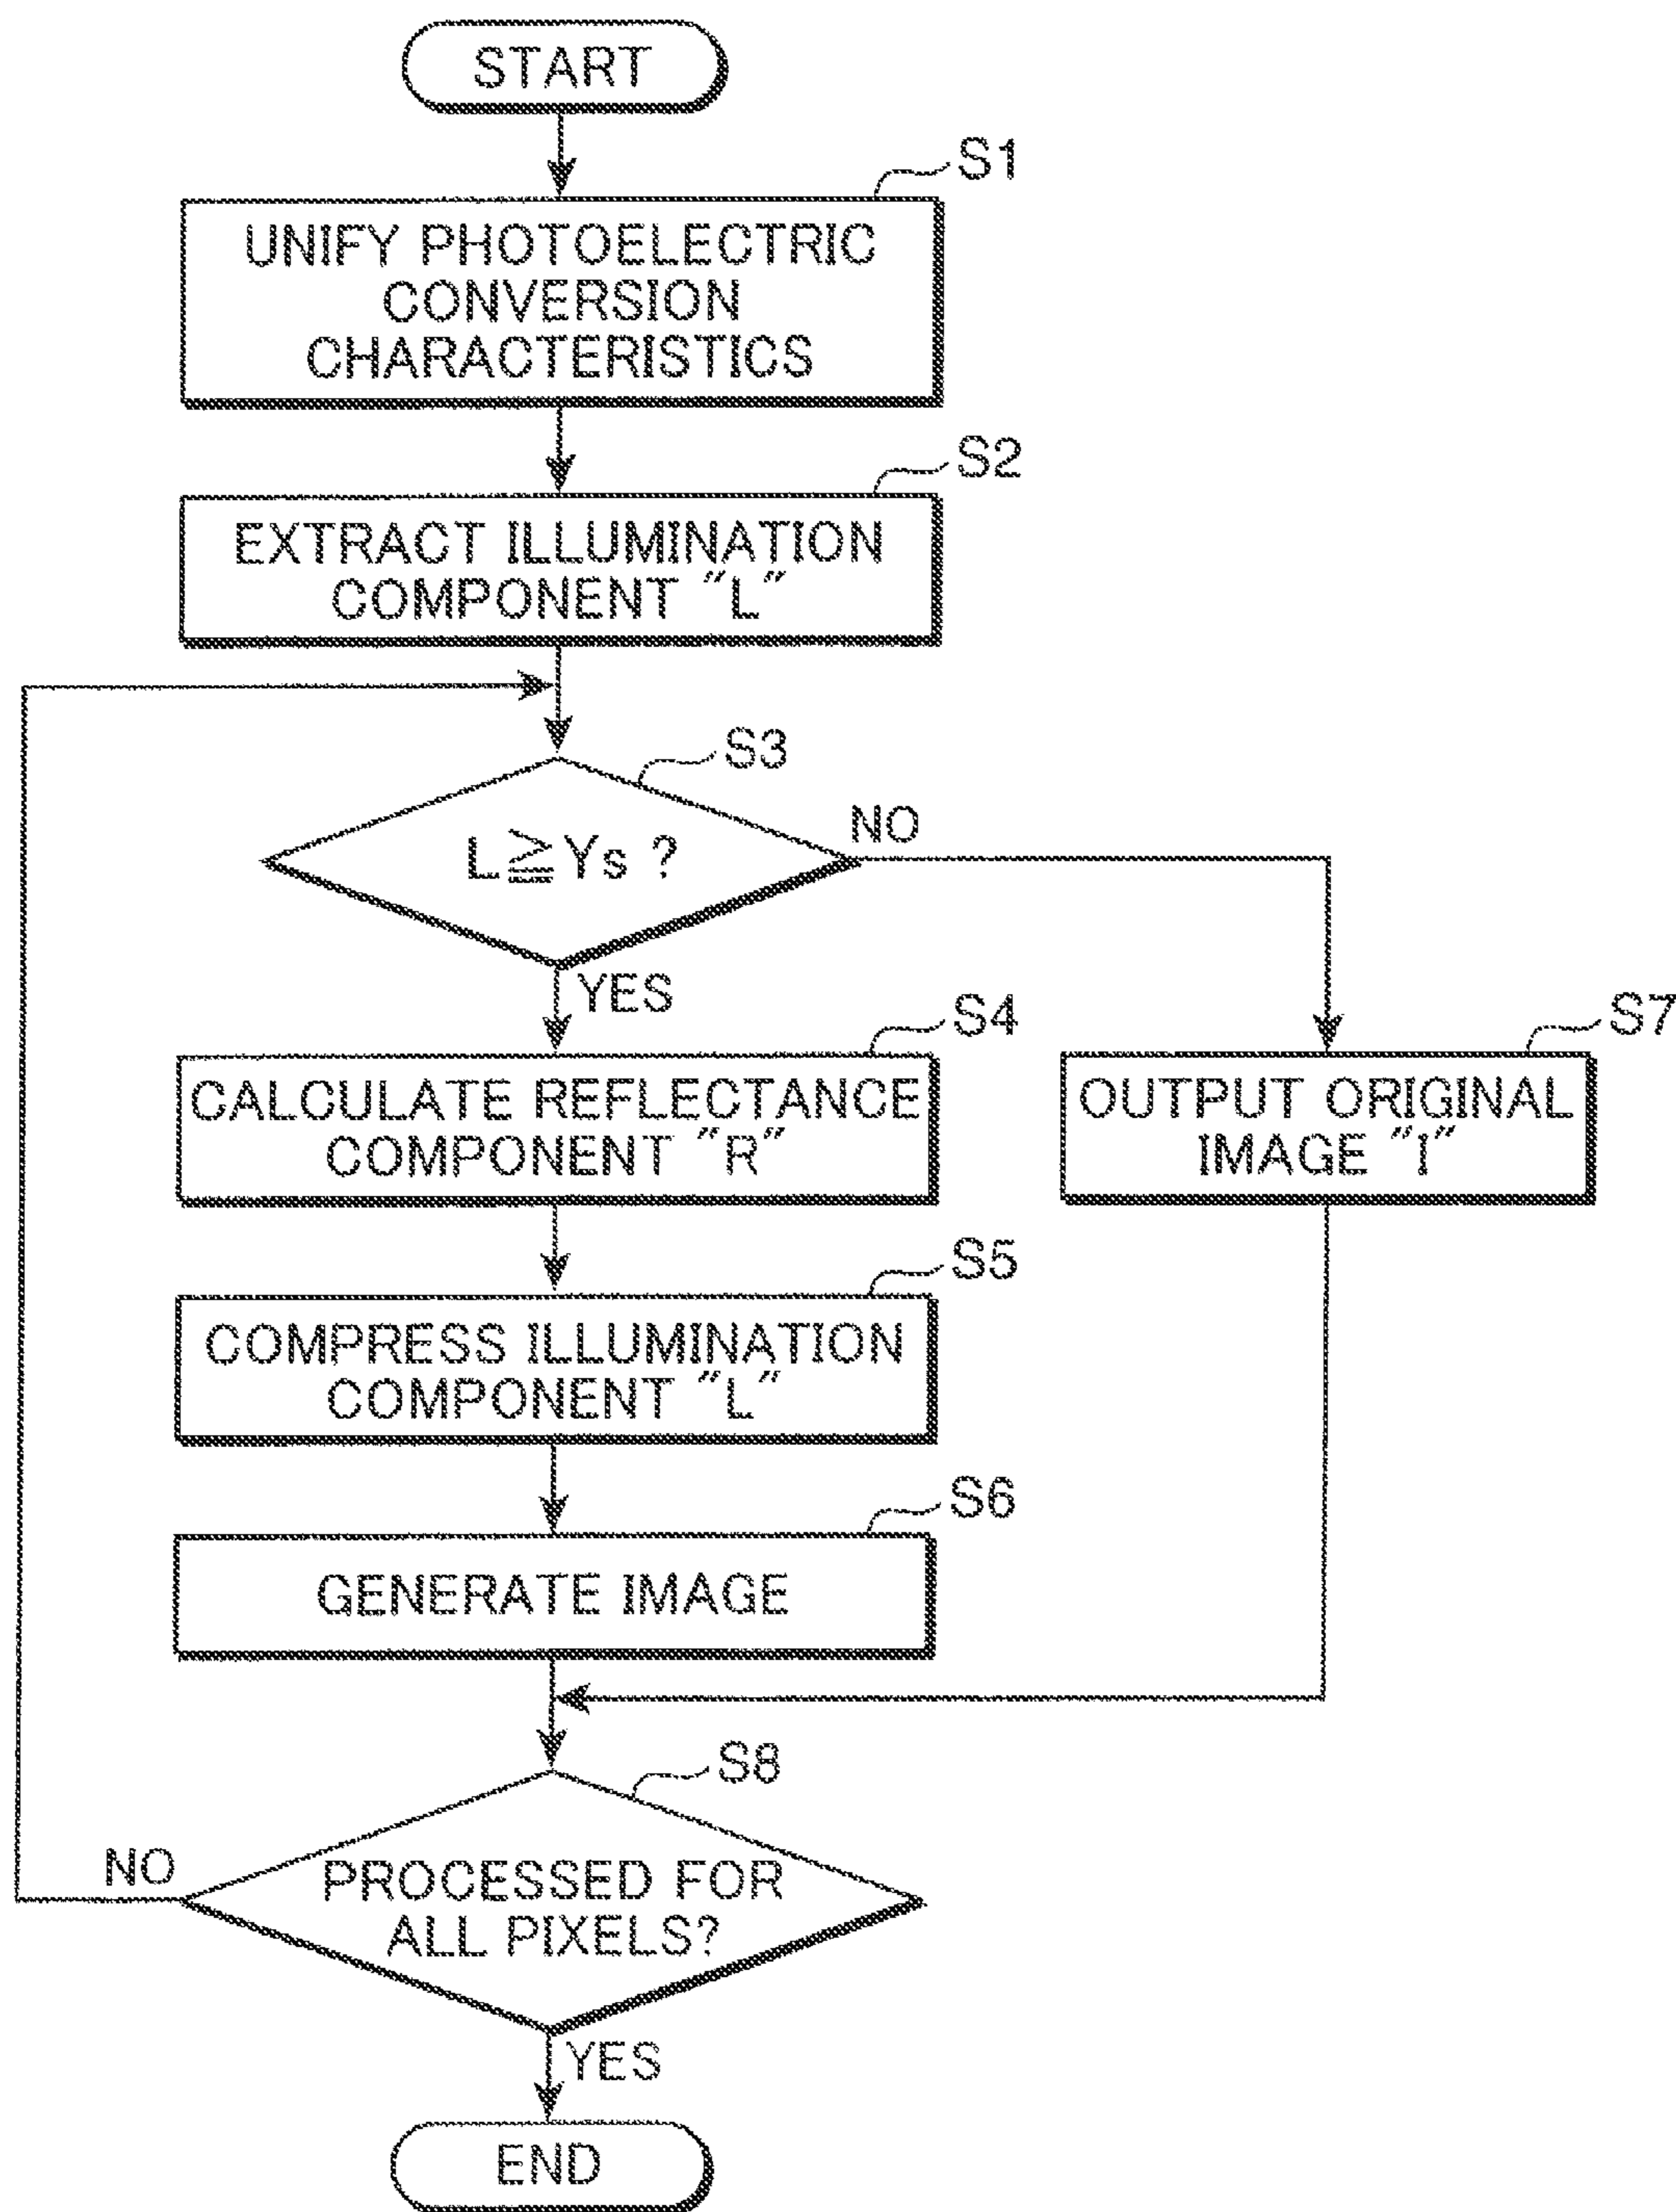 START
S1
UNIFY PHOTOELECTRIC
CONVERSION
CHARACTERISTICS
S2
EXTRACT ILLUMINATION
COMPONENT "L"
S3
L≧Ys ?
NO
YES
S4
CALCULATE REFLECTANCE
COMPONENT "R"
S7
OUTPUT ORIGINAL
IMAGE "I"
S5
COMPRESS ILLUMINATION
COMPONENT "L"
S6
GENERATE IMAGE
S8
NO
PROCESSED FOR
ALL PIXELS?
YES
END